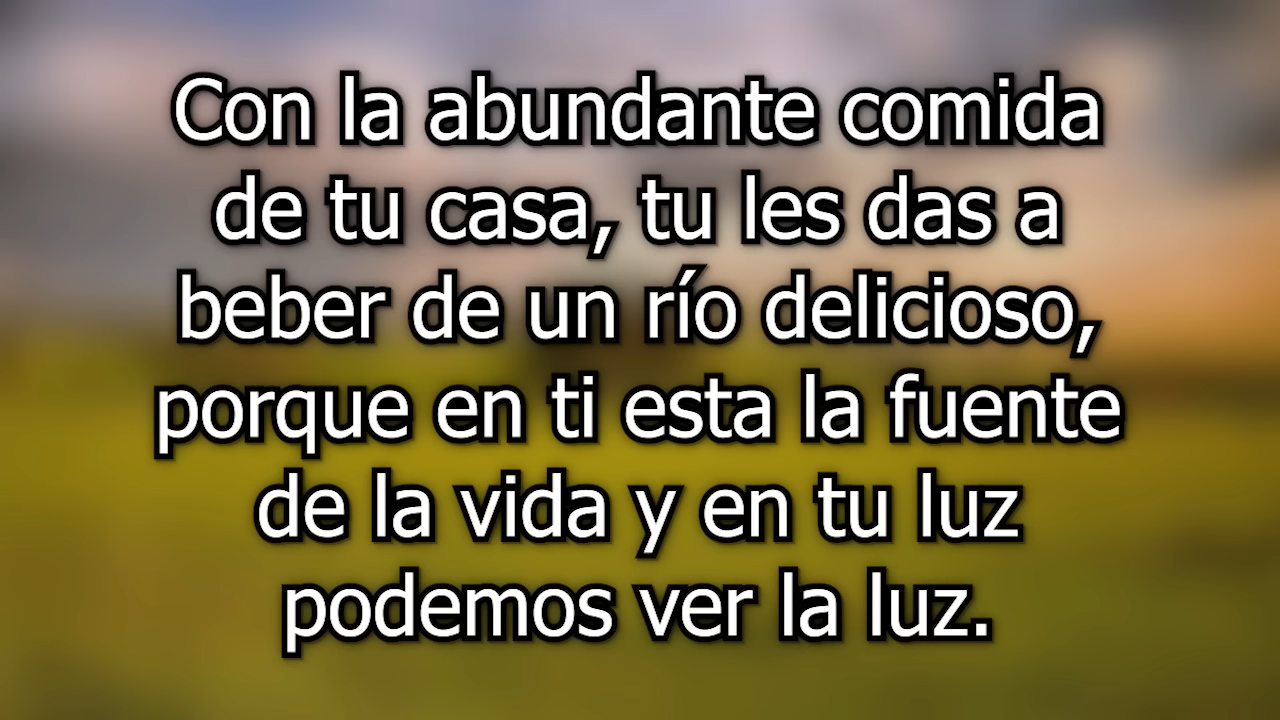 Con la abundante comida
de tu casa, tu les das a
beber de un río delicioso,
porque en ti esta la fuente
de la vida y en tu luz
podemos ver la luz.